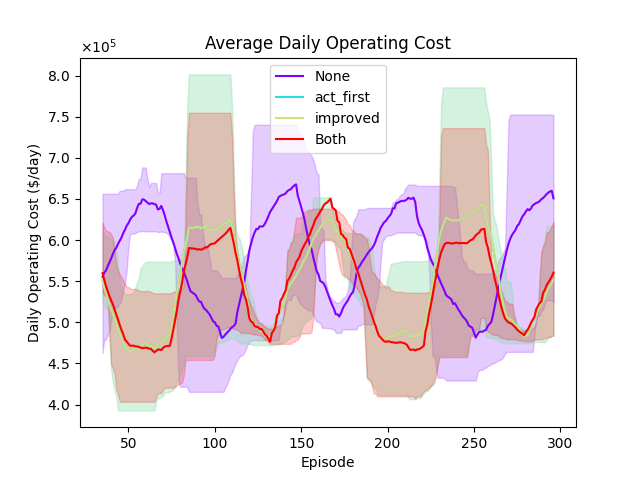 Average Daily Operating Cost
×10⁵
None
act_first
improved
Both
8.0
7.5
7.0
6.5
6.0
5.5
5.0
4.5
4.0
Daily Operating Cost ($/day)
50
100
150
200
250
300
Episode